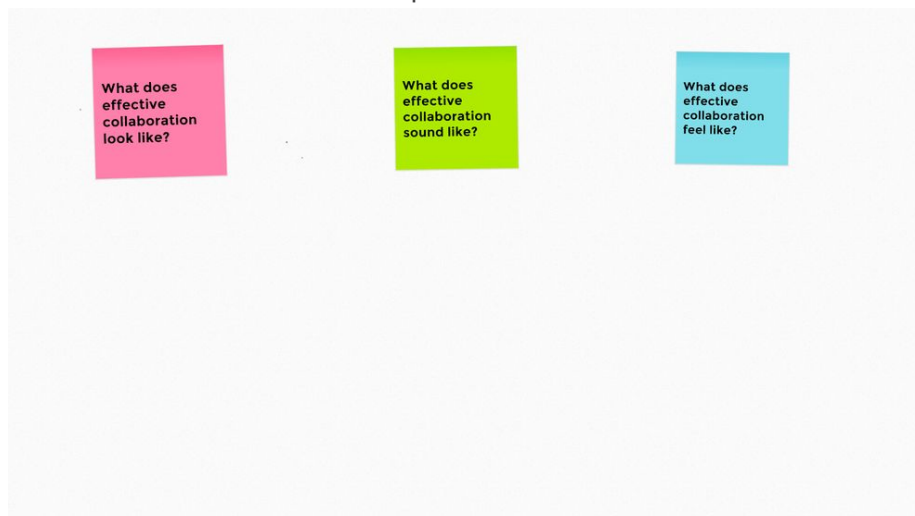 What does
effective
collaboration
look like?
What does
effective
collaboration
sound like?
What does
effective
collaboration
feel like?